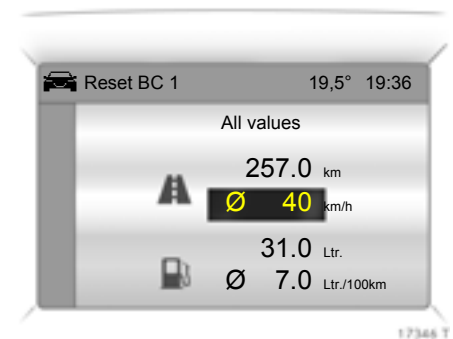 Reset BC 1 19,5° 19:36
All values
257.0 km
Ø 40 km/h
31.0 Ltr.
Ø 7.0 Ltr./100km
17346 T